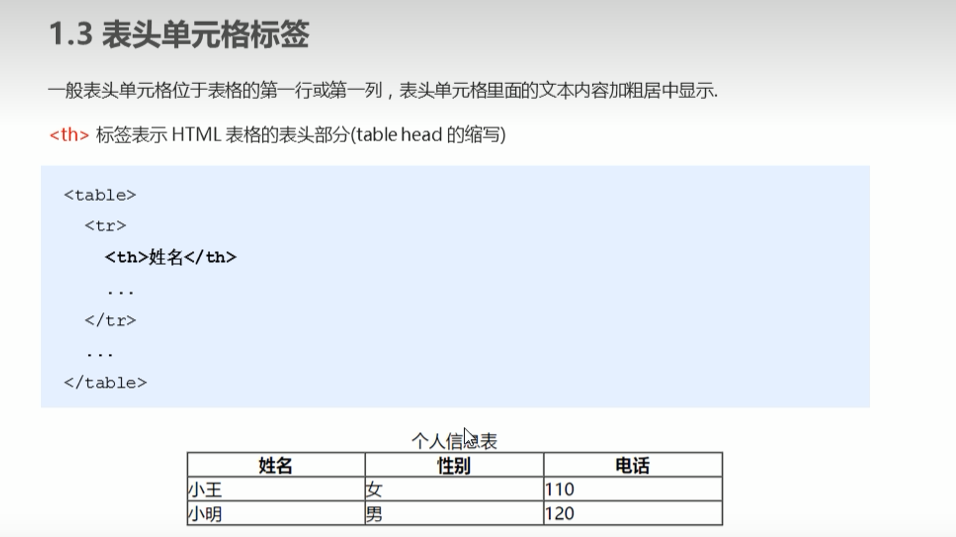 1.3 表头单元格标签
一般表头单元格位于表格的第一行或第一列，表头单元格里面的文本内容加粗居中显示.
<th> 标签表示 HTML 表格的表头部分(table head 的缩写)
<table>
<tr>
<th>姓名</th>
...
</tr>
...
</table>
个人信息表
姓名 性别 电话
小王 女 110
小明 男 120